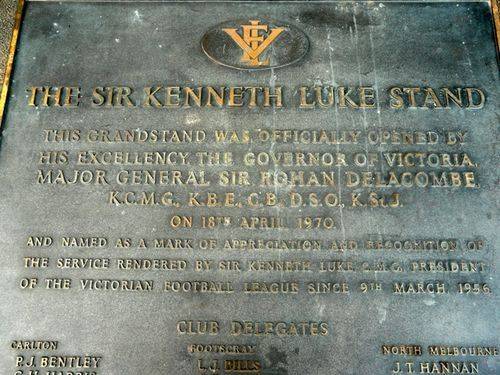 VFL
THE SIR KENNETH LUKE STAND
THIS GRANDSTAND WAS OFFICIALLY OPENED BY
HIS EXCELLENCY, THE GOVERNOR OF VICTORIA,
MAJOR GENERAL SIR ROHAN DELACOMBE,
K.C.M.G., K.B.E., C.B., D.S.O., K.St.J.
ON 18TH APRIL 1970.
AND NAMED AS A MARK OF APPRECIATION AND RECOGNITION OF
THE SERVICE RENDERED BY SIR KENNETH LUKE, C.M.G., PRESIDENT
OF THE VICTORIAN FOOTBALL LEAGUE SINCE 9TH MARCH, 1956.
CLUB DELEGATES
CARLTON
P.J. BENTLEY
FOOTSCRAY
L.J. BILLS
NORTH MELBOURNE
J.T. HANNAN